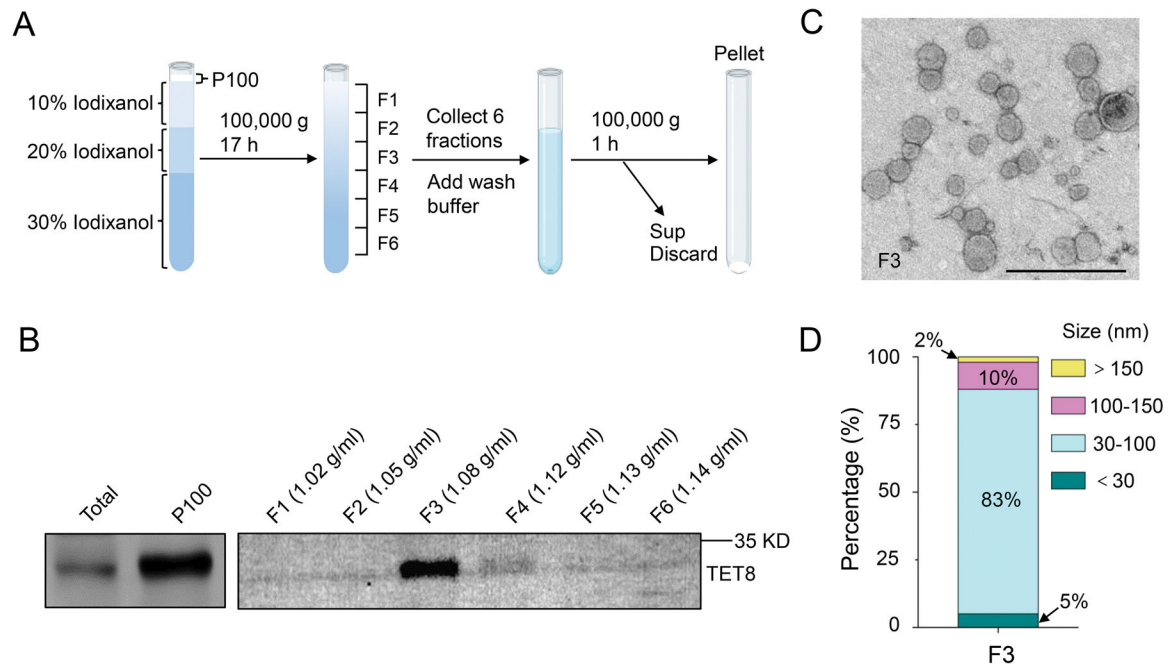 A
10% Iodixanol
20% Iodixanol
30% Iodixanol
P100
100,000 g
17 h
F1
F2
F3
F4
F5
F6
Collect 6
fractions
Add wash
buffer
100,000 g
1 h
Sup
Discard
Pellet
C
F3
B
Total
P100
F1 (1.02 g/ml)
F2 (1.05 g/ml)
F3 (1.08 g/ml)
F4 (1.12 g/ml)
F5 (1.13 g/ml)
F6 (1.14 g/ml)
35 KD
TET8
D
Percentage (%)
100
75
50
25
0
2%
10%
83%
5%
F3
Size (nm)
> 150
100-150
30-100
< 30